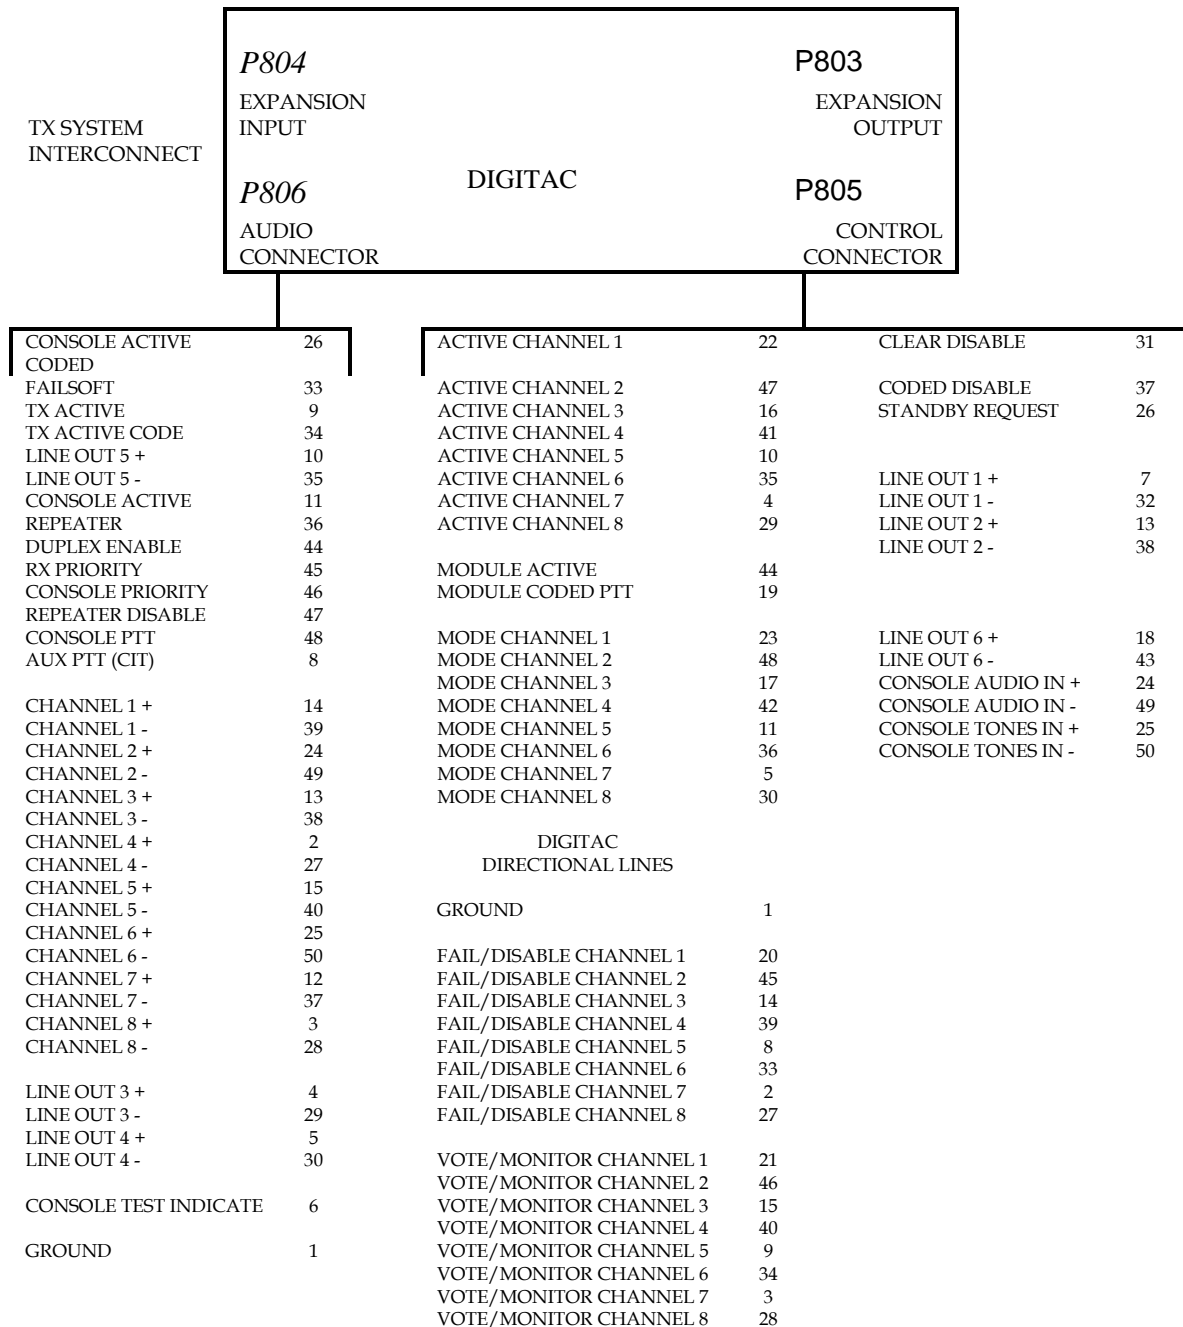 P804
P803
EXPANSION
INPUT
EXPANSION
OUTPUT
TX SYSTEM
INTERCONNECT
DIGITAC
P806
P805
AUDIO
CONNECTOR
CONTROL
CONNECTOR
CONSOLE ACTIVE 26
CODED
FAILSOFT 33
TX ACTIVE 9
TX ACTIVE CODE 34
LINE OUT 5 + 10
LINE OUT 5 - 35
CONSOLE ACTIVE 11
REPEATER 36
DUPLEX ENABLE 44
RX PRIORITY 45
CONSOLE PRIORITY 46
REPEATER DISABLE 47
CONSOLE PTT 48
AUX PTT (CIT) 8
CHANNEL 1 + 14
CHANNEL 1 - 39
CHANNEL 2 + 24
CHANNEL 2 - 49
CHANNEL 3 + 13
CHANNEL 3 - 38
CHANNEL 4 + 2
CHANNEL 4 - 27
CHANNEL 5 + 15
CHANNEL 5 - 40
CHANNEL 6 + 25
CHANNEL 6 - 50
CHANNEL 7 + 12
CHANNEL 7 - 37
CHANNEL 8 + 3
CHANNEL 8 - 28
LINE OUT 3 + 4
LINE OUT 3 - 29
LINE OUT 4 + 5
LINE OUT 4 - 30
CONSOLE TEST INDICATE 6
GROUND 1
ACTIVE CHANNEL 1 22
ACTIVE CHANNEL 2 47
ACTIVE CHANNEL 3 16
ACTIVE CHANNEL 4 41
ACTIVE CHANNEL 5 10
ACTIVE CHANNEL 6 35
ACTIVE CHANNEL 7 4
ACTIVE CHANNEL 8 29
MODULE ACTIVE 44
MODULE CODED PTT 19
MODE CHANNEL 1 23
MODE CHANNEL 2 48
MODE CHANNEL 3 17
MODE CHANNEL 4 42
MODE CHANNEL 5 11
MODE CHANNEL 6 36
MODE CHANNEL 7 5
MODE CHANNEL 8 30
DIGITAC
DIRECTIONAL LINES
GROUND 1
FAIL/DISABLE CHANNEL 1 20
FAIL/DISABLE CHANNEL 2 45
FAIL/DISABLE CHANNEL 3 14
FAIL/DISABLE CHANNEL 4 39
FAIL/DISABLE CHANNEL 5 8
FAIL/DISABLE CHANNEL 6 33
FAIL/DISABLE CHANNEL 7 2
FAIL/DISABLE CHANNEL 8 27
VOTE/MONITOR CHANNEL 1 21
VOTE/MONITOR CHANNEL 2 46
VOTE/MONITOR CHANNEL 3 15
VOTE/MONITOR CHANNEL 4 40
VOTE/MONITOR CHANNEL 5 9
VOTE/MONITOR CHANNEL 6 34
VOTE/MONITOR CHANNEL 7 3
VOTE/MONITOR CHANNEL 8 28
CLEAR DISABLE 31
CODED DISABLE 37
STANDBY REQUEST 26
LINE OUT 1 + 7
LINE OUT 1 - 32
LINE OUT 2 + 13
LINE OUT 2 - 38
LINE OUT 6 + 18
LINE OUT 6 - 43
CONSOLE AUDIO IN + 24
CONSOLE AUDIO IN - 49
CONSOLE TONES IN + 25
CONSOLE TONES IN - 50